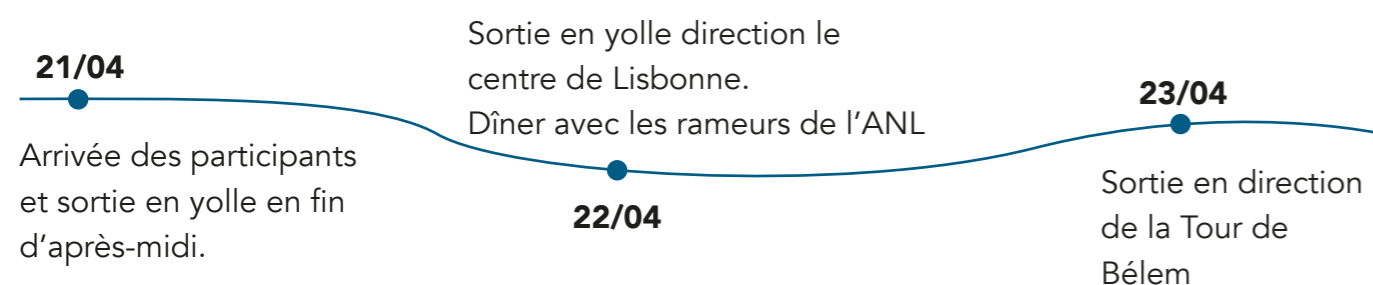 21/04
Arrivée des participants
et sortie en yolle en fin
d’après-midi.
Sortie en yolle direction le
centre de Lisbonne.
Dîner avec les rameurs de l’ANL
22/04
23/04
Sortie en direction
de la Tour de
Bélem